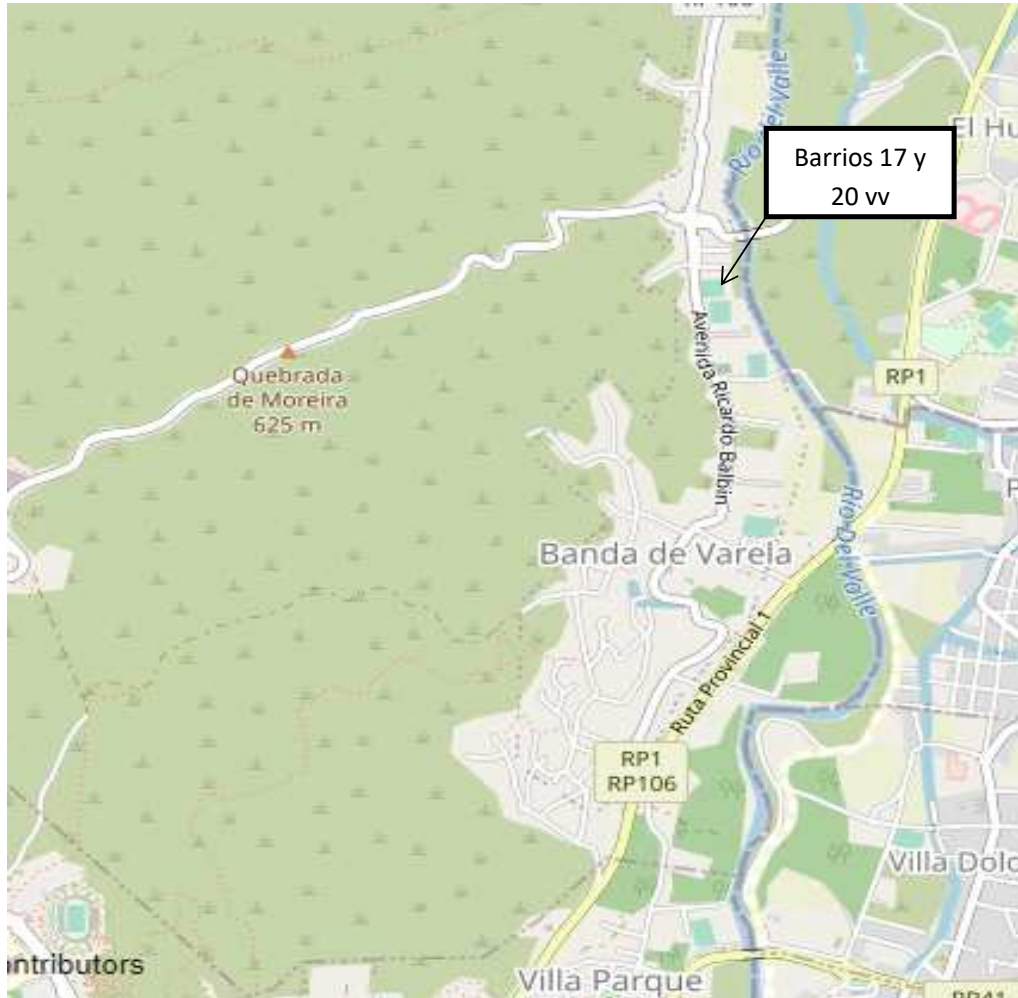 Río del Valle
El Hu
Barrios 17 y
20 vv
Quebrada
de Moreira
625 m
Avenida Ricardo Balbín
RP1
Río Del Valle
Banda de Varela
Ruta Provincial 1
RP1
RP106
Villa Dolo
ontributors
Villa Parque